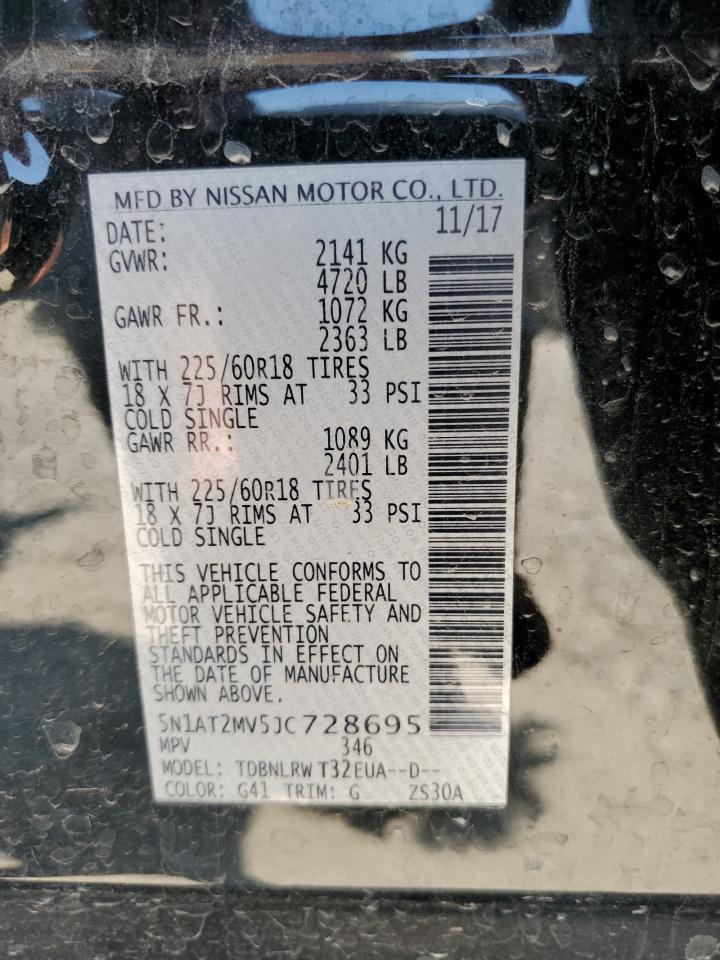 MFD BY NISSAN MOTOR CO., LTD.
DATE: 11/17
GVWR: 2141 KG
4720 LB
GAWR FR.: 1072 KG
2363 LB
WITH 225/60R18 TIRES
18 X 7J RIMS AT 33 PSI
COLD SINGLE
GAWR RR.: 1089 KG
2401 LB
WITH 225/60R18 TIRES
18 X 7J RIMS AT 33 PSI
COLD SINGLE
THIS VEHICLE CONFORMS TO
ALL APPLICABLE FEDERAL
MOTOR VEHICLE SAFETY AND
THEFT PREVENTION
STANDARDS IN EFFECT ON
THE DATE OF MANUFACTURE
SHOWN ABOVE.
5N1AT2MV5JC728695
MPV 346
MODEL: TDBNLRW T32EUA--D--
COLOR: G41 TRIM: G ZS30A